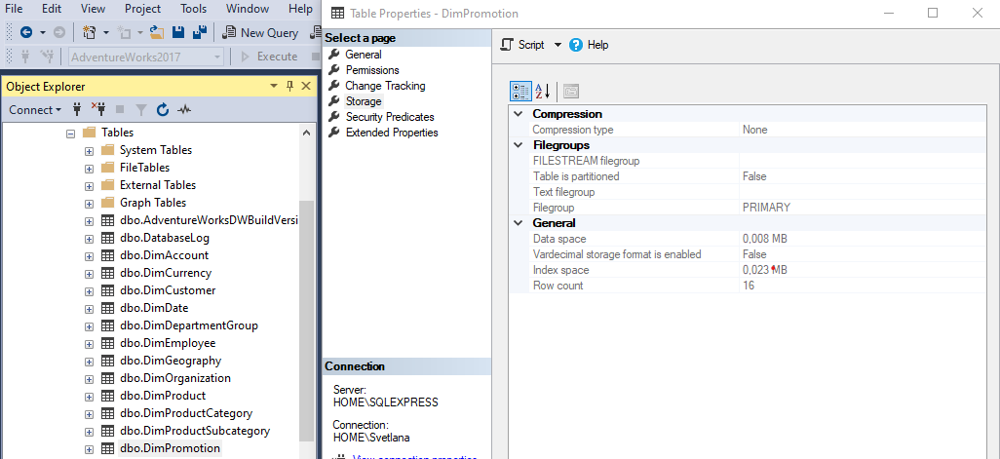 File View Project Tools Window Help
New Query
AdventureWorks2017 Execute
Object Explorer
Connect
Tables
System Tables
FileTables
External Tables
Graph Tables
dbo.AdventureWorksDWBuildVersi
dbo.DatabaseLog
dbo.DimAccount
dbo.DimCurrency
dbo.DimCustomer
dbo.DimDate
dbo.DimDepartmentGroup
dbo.DimEmployee
dbo.DimGeography
dbo.DimOrganization
dbo.DimProduct
dbo.DimProductCategory
dbo.DimProductSubcategory
dbo.DimPromotion
Table Properties - DimPromotion
Select a page
General
Permissions
Change Tracking
Storage
Security Predicates
Extended Properties
Connection
Server:
HOME\SQLEXPRESS
Connection:
HOME\Svetlana
View connection properties
Script Help
Compression
Compression type None
Filegroups
FILESTREAM filegroup
Table is partitioned False
Text filegroup
Filegroup PRIMARY
General
Data space 0,008 MB
Vardecimal storage format is enabled False
Index space 0,023 MB
Row count 16